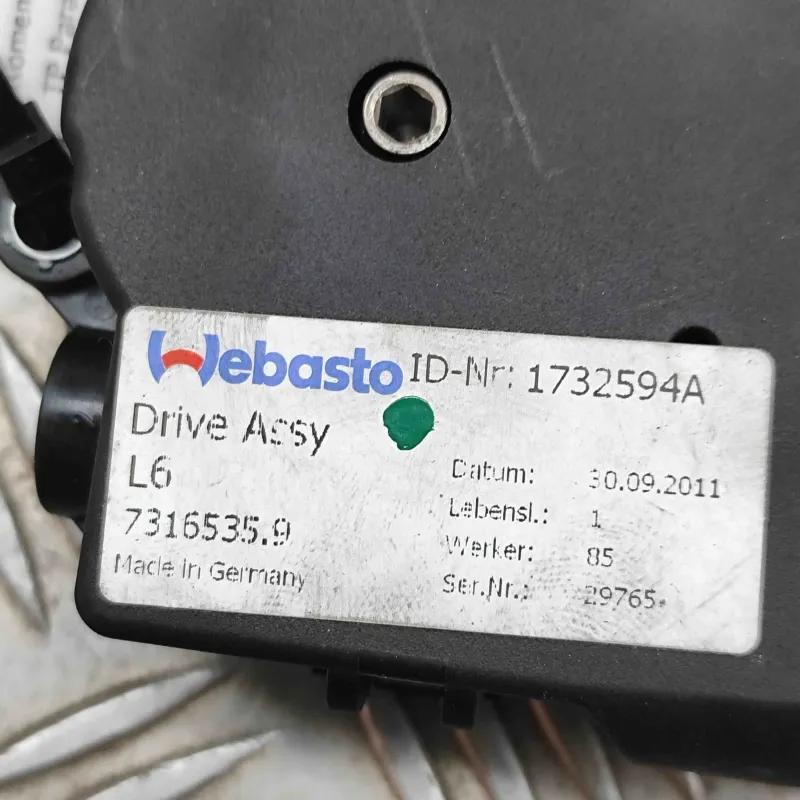 Webasto ID-Nr: 1732594A
Drive Assy
L6
7316535.9
Made in Germany
Datum: 30.09.2011
Lebensl.: 1
Werker: 85
Ser.Nr.: 29765